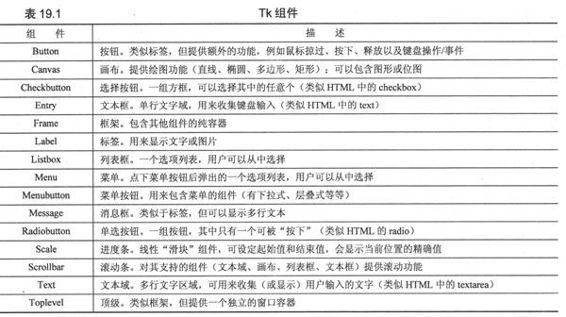 表 19.1 Tk 组件
组 件 描 述
Button 按钮。类似标签，但提供额外的功能，例如鼠标掠过、按下、释放以及键盘操作/事件
Canvas 画布。提供绘图功能（直线、椭圆、多边形、矩形）；可以包含图形或位图
Checkbutton 选择按钮。一组方框，可以选择其中的任意个（类似 HTML 中的 checkbox）
Entry 文本框。单行文字域，用来收集键盘输入（类似 HTML 中的 text）
Frame 框架。包含其他组件的纯容器
Label 标签。用来显示文字或图片
Listbox 列表框。一个选项列表，用户可以从中选择
Menu 菜单。点下菜单按钮后弹出的一个选项列表，用户可以从中选择
Menubutton 菜单按钮。用来包含菜单的组件（有下拉式、层叠式等等）
Message 消息框。类似于标签，但可以显示多行文本
Radiobutton 单选按钮。一组按钮，其中只有一个可被“按下”（类似 HTML 的 radio）
Scale 进度条。线性“滑块”组件，可设定起始值和结束值，会显示当前位置的精确值
Scrollbar 滚动条。对其支持的组件（文本域、画布、列表框、文本框）提供滚动功能
Text 文本域。多行文字区域，可用来收集（或显示）用户输入的文字（类似 HTML 中的 textarea）
Toplevel 顶级。类似框架，但提供一个独立的窗口容器